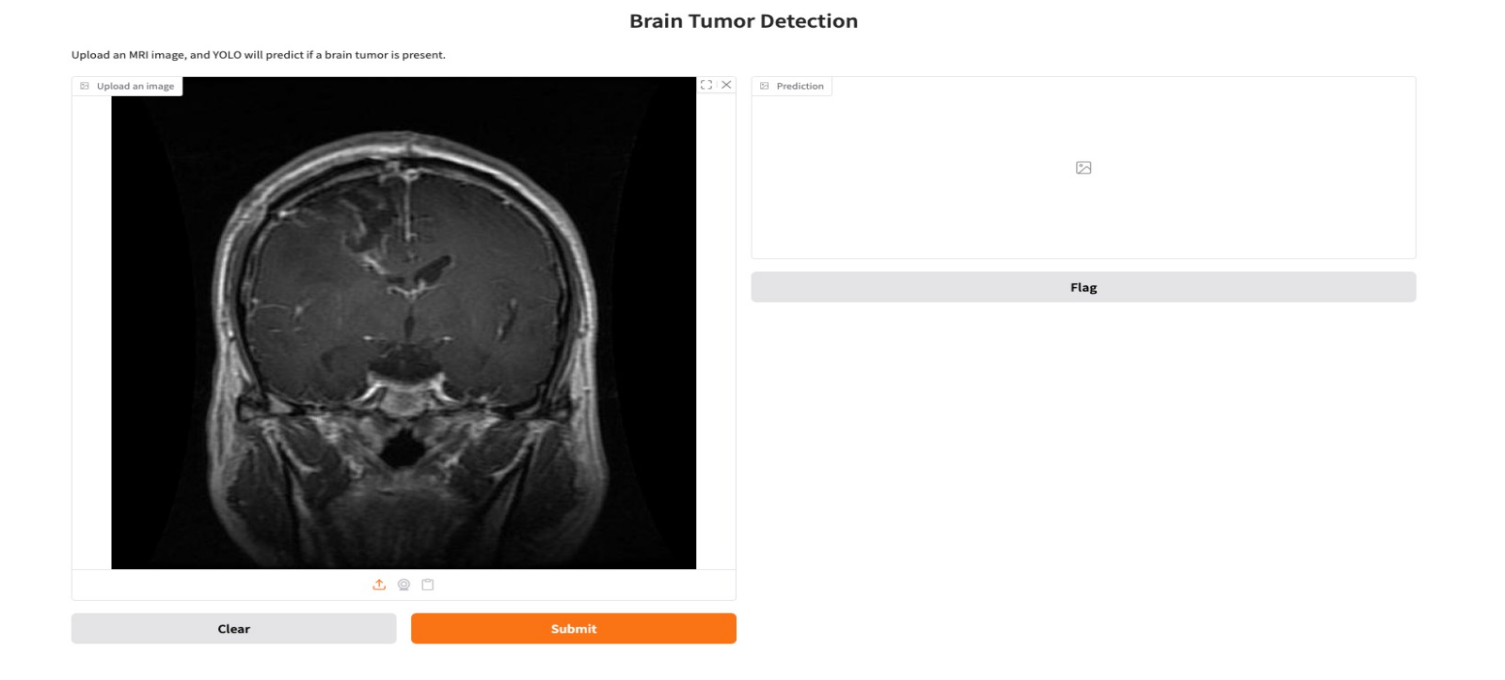 Brain Tumor Detection
Upload an MRI image, and YOLO will predict if a brain tumor is present.
Upload an image
Prediction
Flag
Clear
Submit